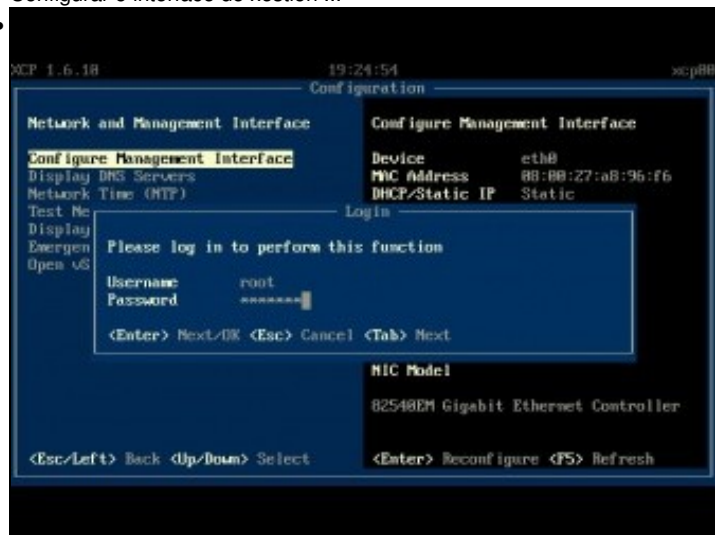 XCP 1.6.10 19:24:54 xcp00
Configuration
Network and Management Interface Configure Management Interface
Configure Management Interface Device eth0
Display DNS Servers MAC Address 08:00:27:a8:96:f6
Network Time (NTP) DHCP/Static IP Static
Test Ne
Login
Display
Emergen Please log in to perform this function
Open vS
Username root
Password *******
<Enter> Next/OK <Esc> Cancel <Tab> Next
NIC Model
82540EM Gigabit Ethernet Controller
<Esc/Left> Back <Up/Down> Select <Enter> Reconfigure <F5> Refresh